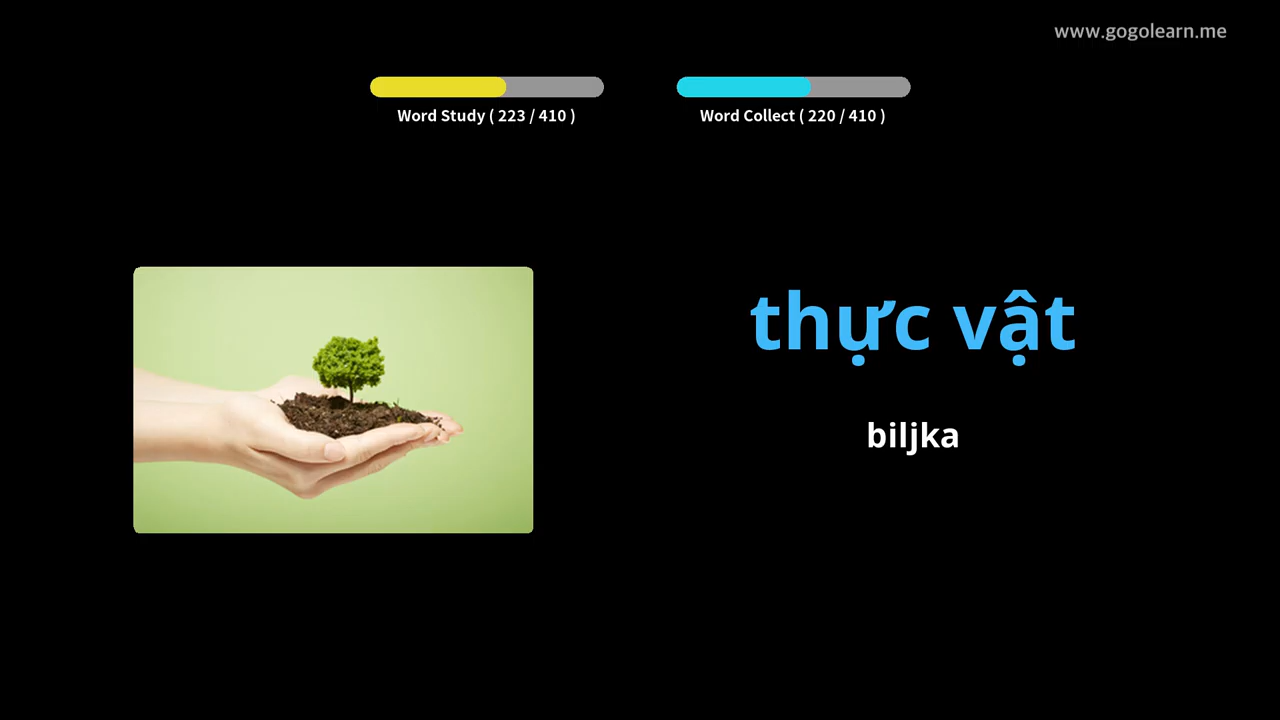 www.gogolearn.me
Word Study ( 223 / 410 )
Word Collect ( 220 / 410 )
thực vật
biljka